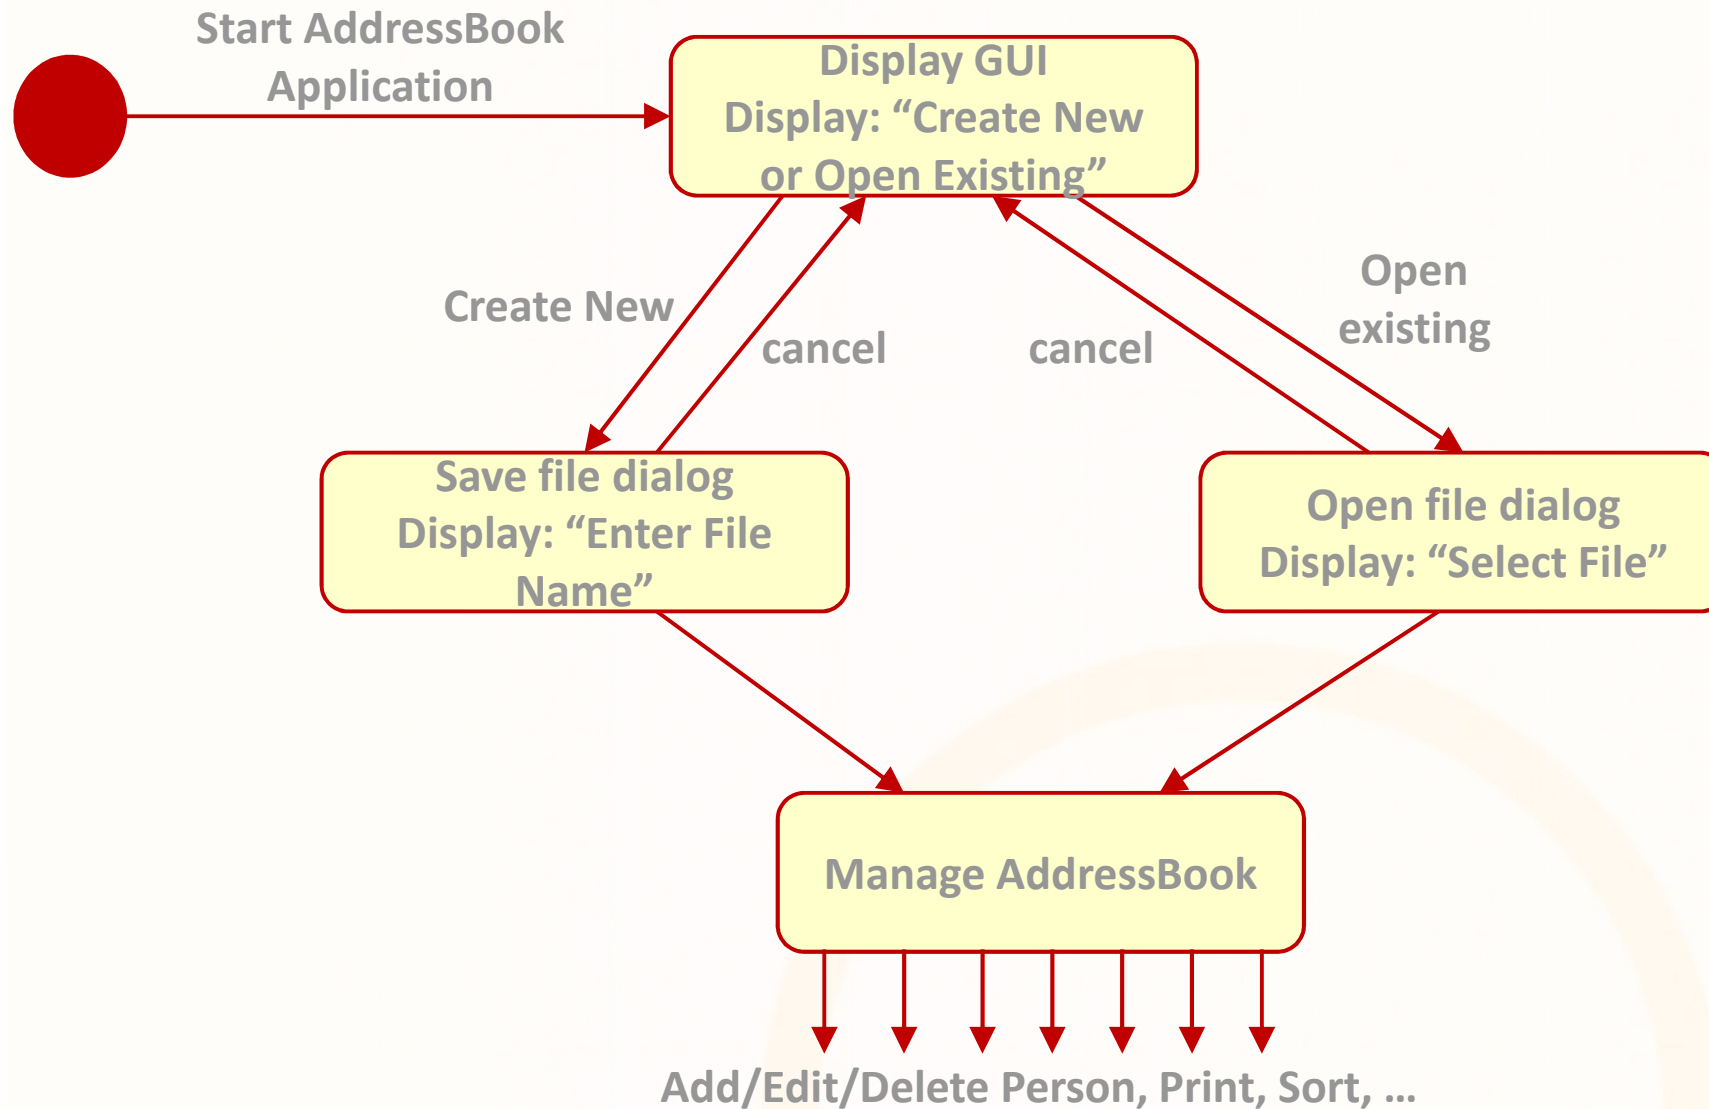 Start AddressBook
Application
Display GUI
Display: “Create New
or Open Existing”
Create New
cancel
cancel
Open
existing
Save file dialog
Display: “Enter File
Name”
Open file dialog
Display: “Select File”
Manage AddressBook
Add/Edit/Delete Person, Print, Sort, …